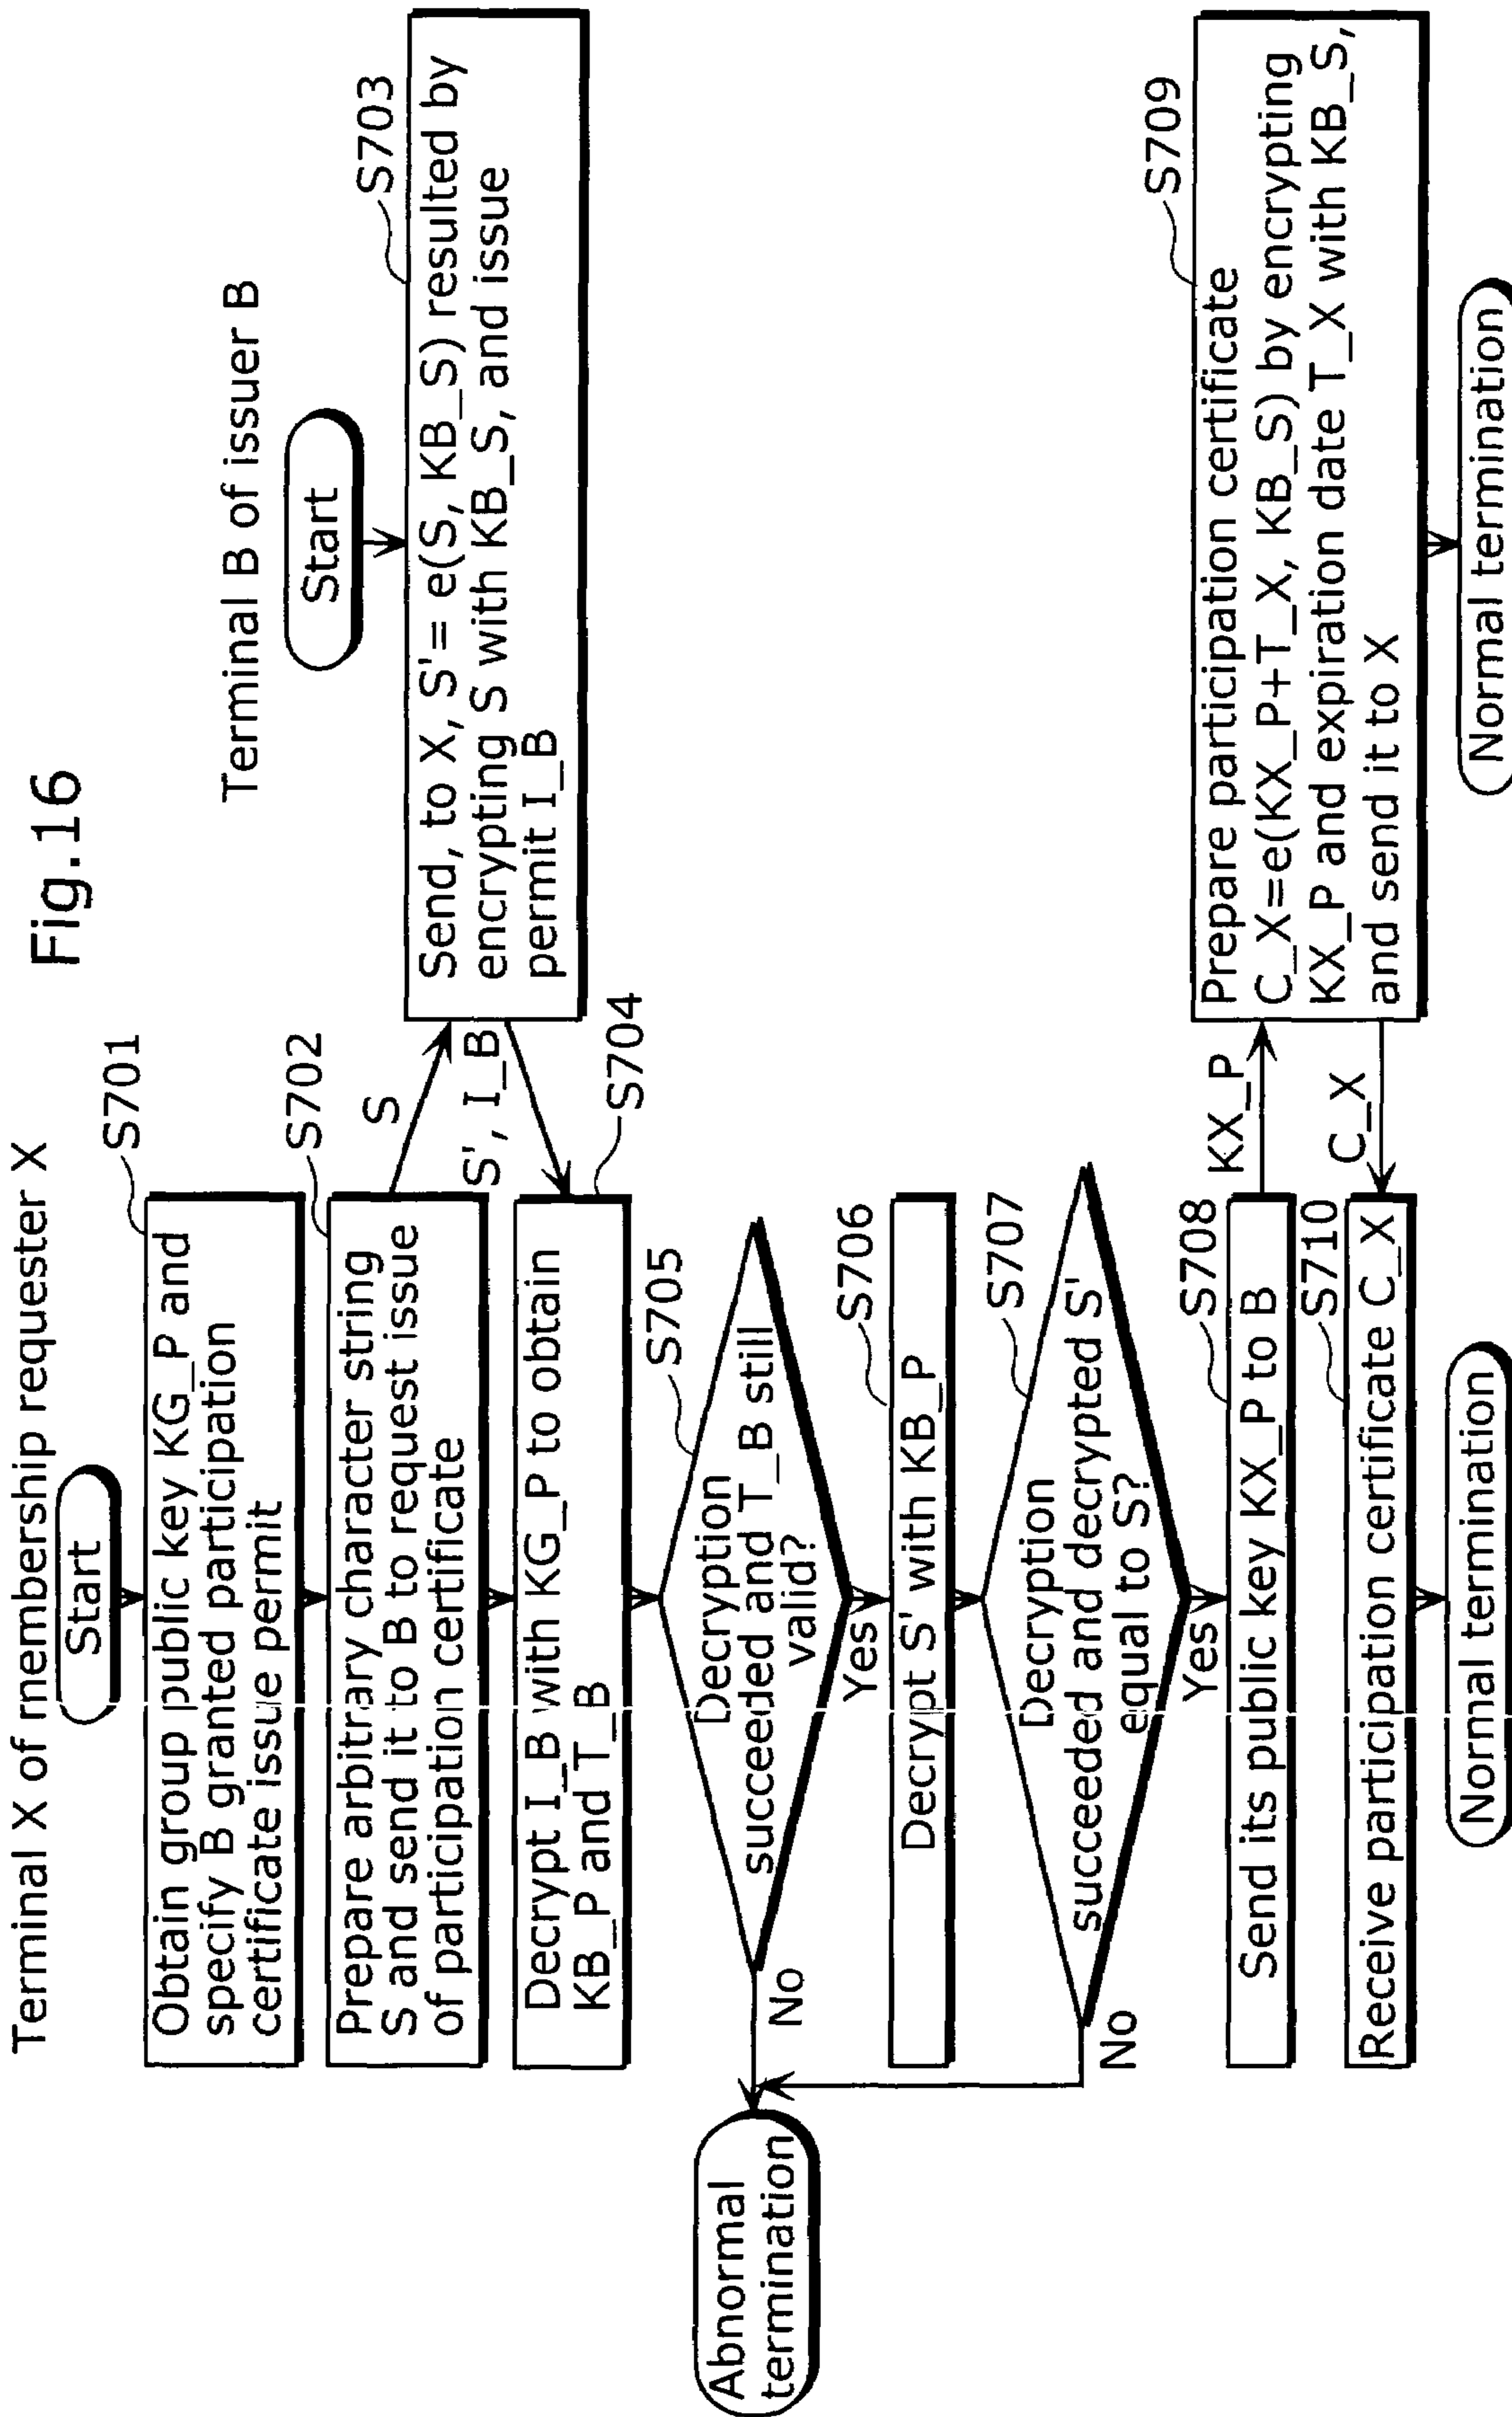 Fig.16
Terminal X of membership requester X
Start
S701
Obtain group public key KG_P and
specify B granted participation
certificate issue permit
S702
Prepare arbitrary character string
S and send it to B to request issue
of participation certificate
S
Terminal B of issuer B
Start
S703
Send, to X, S'= e(S, KB_S) resulted by
encrypting S with KB_S, and issue
permit I_B
S', I_B
S704
Decrypt I_B with KG_P to obtain
KB_P and T_B
S705
Decryption
succeeded and T_B still
valid?
No
Yes
Abnormal
termination
S706
Decrypt S' with KB_P
S707
Decryption
succeeded and decrypted S'
equal to S?
No
Yes
S708
Send its public key KX_P to B
KX_P
S709
Prepare participation certificate
C_X=e(KX_P+T_X, KB_S) by encrypting
KX_P and expiration date T_X with KB_S,
and send it to X
C_X
S710
Receive participation certificate C_X
Normal termination
Normal termination